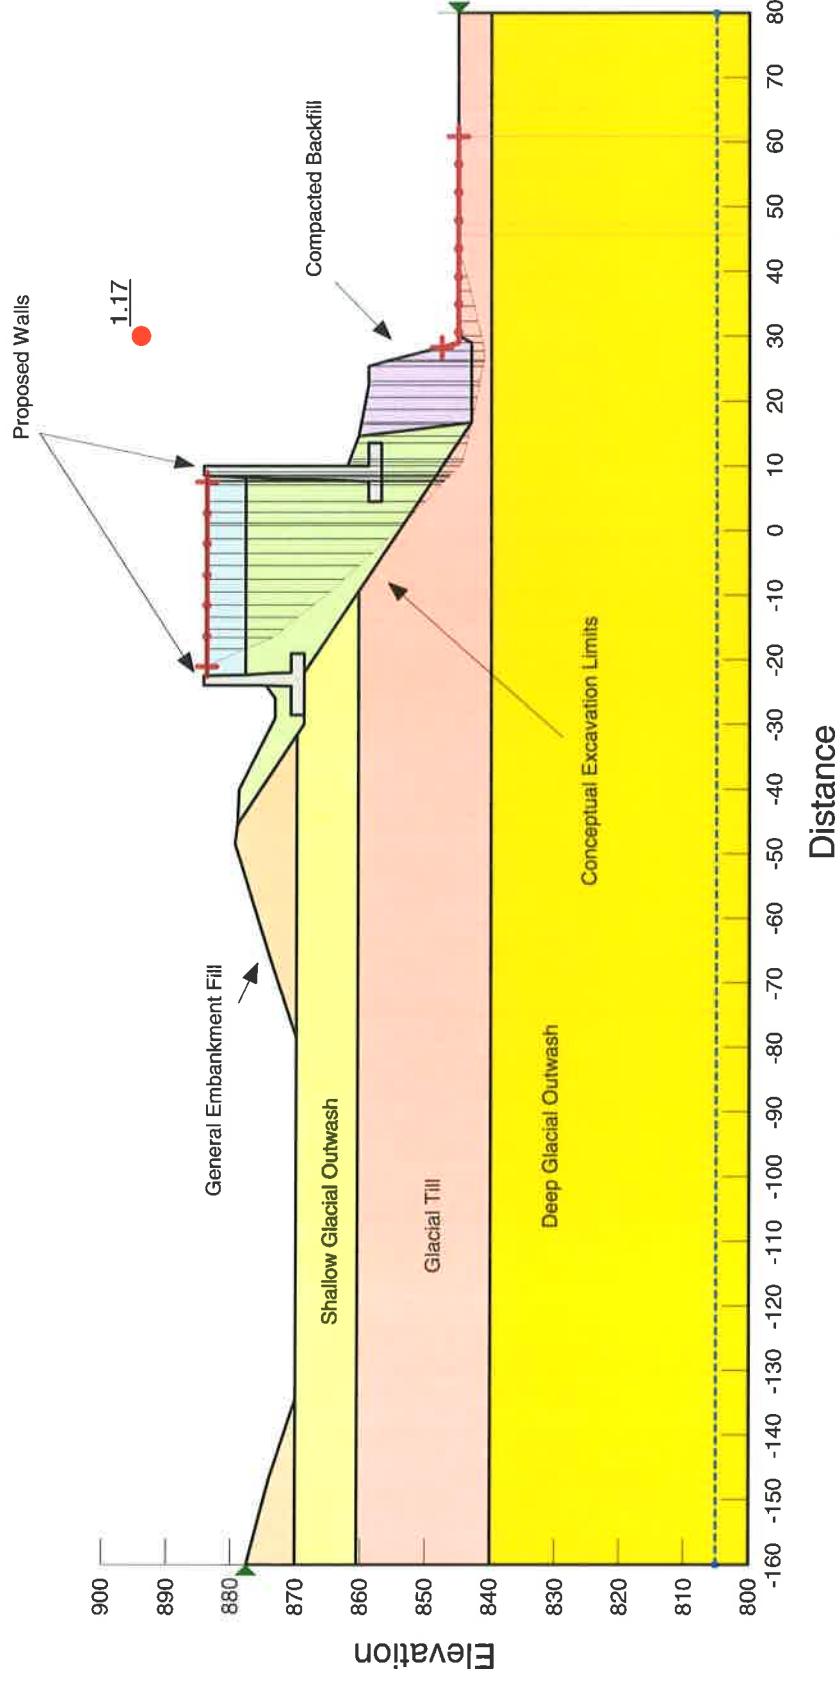 Proposed Walls
1.17
Compacted Backfill
General Embankment Fill
Shallow Glacial Outwash
Glacial Till
Deep Glacial Outwash
Conceptual Excavation Limits
Elevation
900
890
880
870
860
850
840
830
820
810
800
-160 -150 -140 -130 -120 -110 -100 -90 -80 -70 -60 -50 -40 -30 -20 -10 0 10 20 30 40 50 60 70 80
Distance